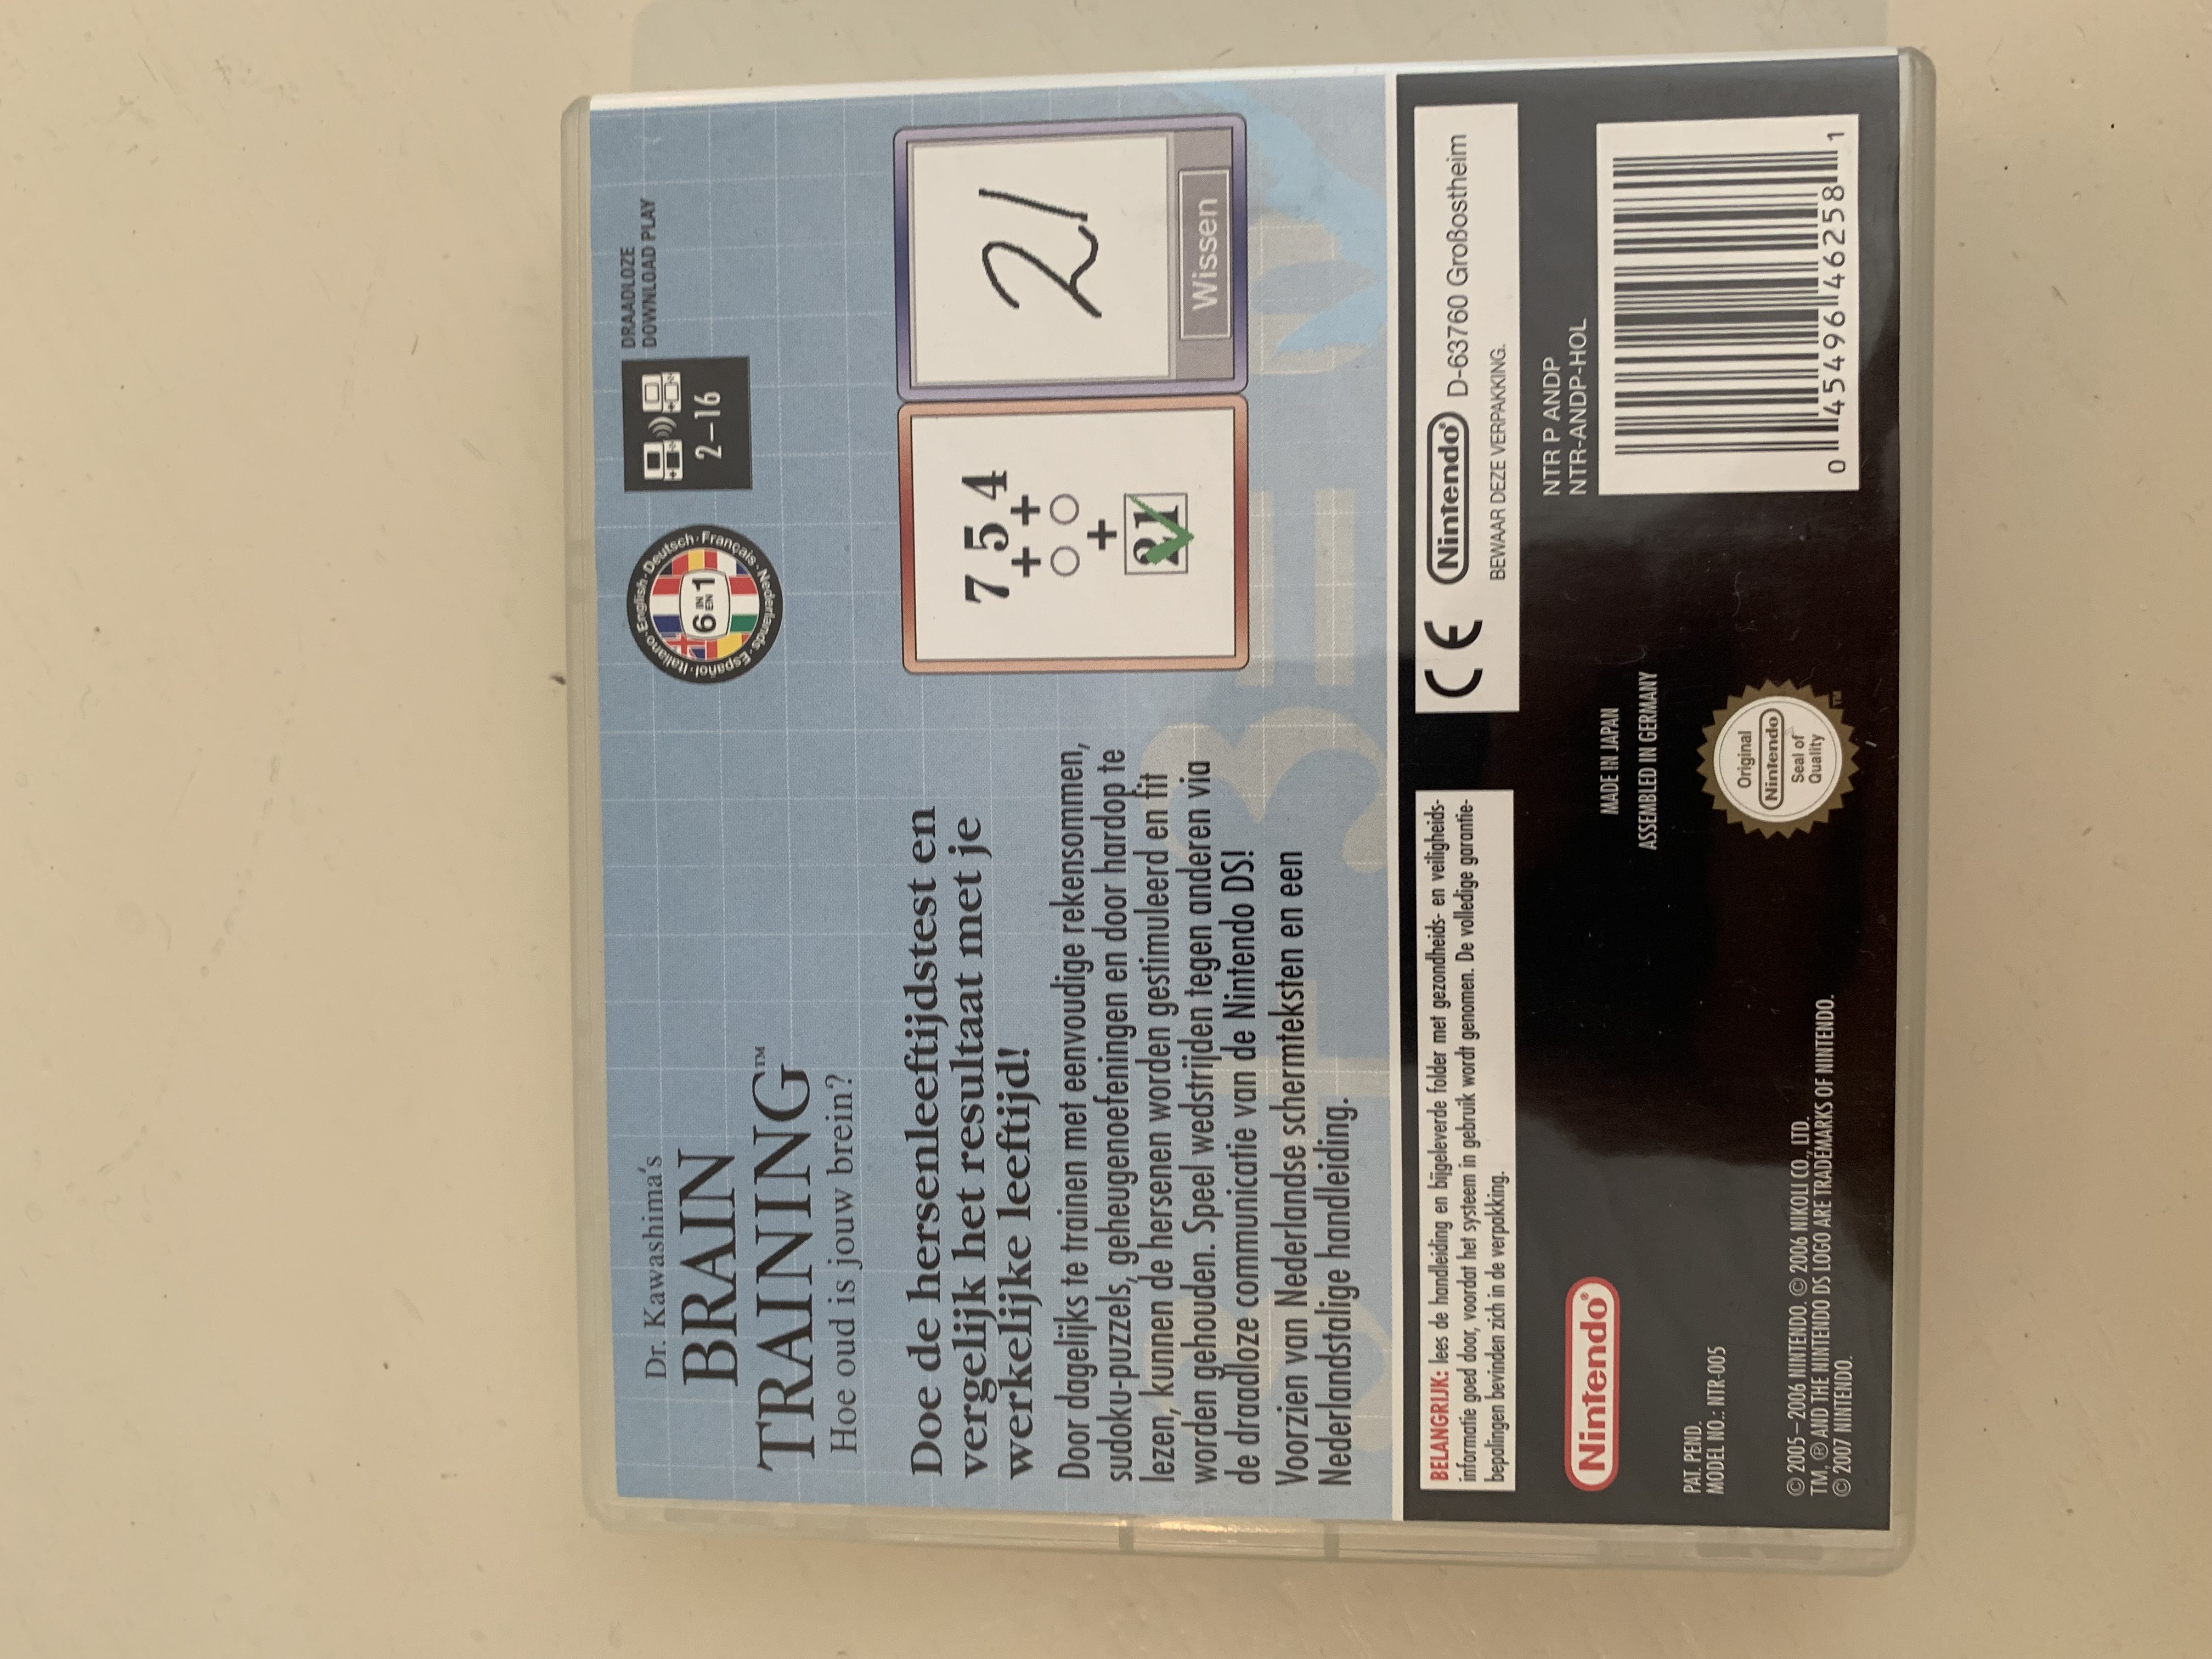 Dr. Kawashima's
BRAIN
TRAINING™
Hoe oud is jouw brein?
English · Deutsch · Français · Nederlands · Español · Italiano
6 IN EN 1
2–16
DRAADLOZE
DOWNLOAD PLAY
Doe de hersenleeftijdstest en
vergelijk het resultaat met je
werkelijke leeftijd!
Door dagelijks te trainen met eenvoudige rekensommen,
sudoku-puzzels, geheugenoefeningen en door hardop te
lezen, kunnen de hersenen worden gestimuleerd en fit
worden gehouden. Speel wedstrijden tegen anderen via
de draadloze communicatie van de Nintendo DS!
Voorzien van Nederlandse schermteksten en een
Nederlandstalige handleiding.
7 5 4
+ +
○ ○
+
21
21
Wissen
3 + 3 = 6
BELANGRIJK: lees de handleiding en bijgeleverde folder met gezondheids- en veiligheids-
informatie goed door, voordat het systeem in gebruik wordt genomen. De volledige garantie-
bepalingen bevinden zich in de verpakking.
CE
Nintendo® D-63760 Großostheim
BEWAAR DEZE VERPAKKING.
NTR P ANDP
NTR-ANDP-HOL
Nintendo®
MADE IN JAPAN
ASSEMBLED IN GERMANY
PAT. PEND.
MODEL NO.: NTR-005
Original
Nintendo
Seal of
Quality
TM
© 2005–2006 NINTENDO. © 2006 NIKOLI CO., LTD.
TM, ® AND THE NINTENDO DS LOGO ARE TRADEMARKS OF NINTENDO.
© 2007 NINTENDO.
0 45496 46258 1